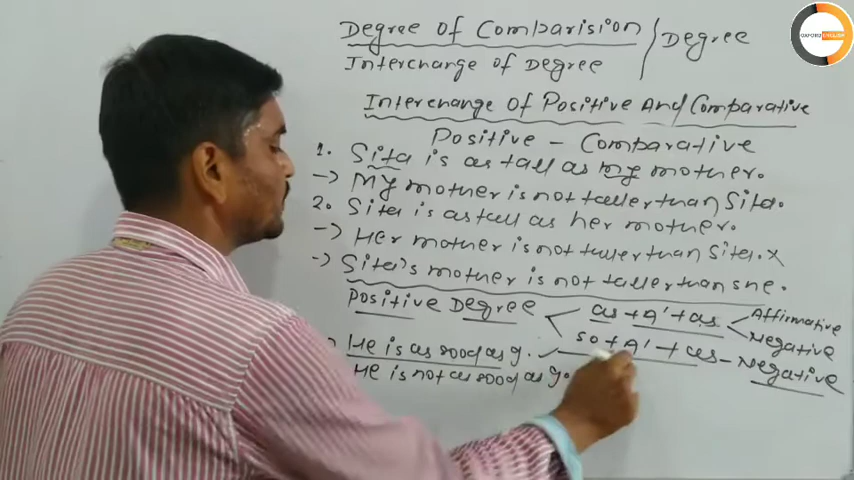 Degree of Comparision / Degree
Interchange of Degree
OXFORD ENGLISH
Interchange Of Positive And Comparative
Positive - Comparative
1. Sita is as tall as my mother.
-> My mother is not taller than Sita.
2. Sita is as tall as her mother.
-> Her mother is not taller than Sita. x
-> Sita's mother is not taller than she.
Positive Degree < as + A' + as < Affirmative
Negative
so + A' + as - Negative
He is as good as I. ✓
He is not as good as I.